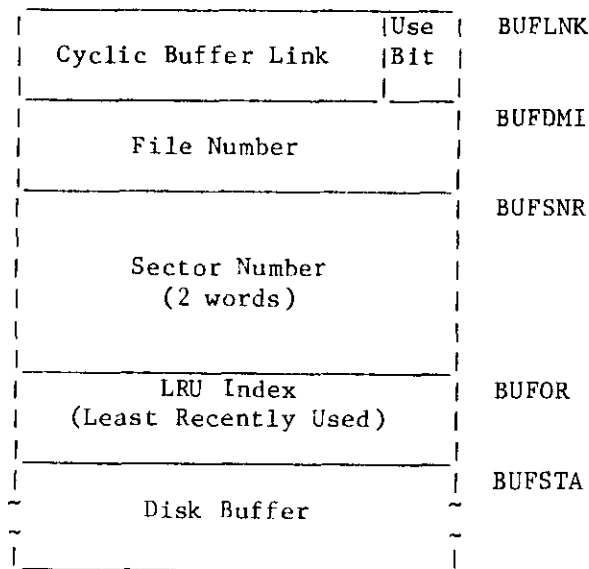 Use BUFLNK
Cyclic Buffer Link Bit
BUFDMI
File Number
BUFSNR
Sector Number
(2 words)
LRU Index BUFOR
(Least Recently Used)
BUFSTA
Disk Buffer